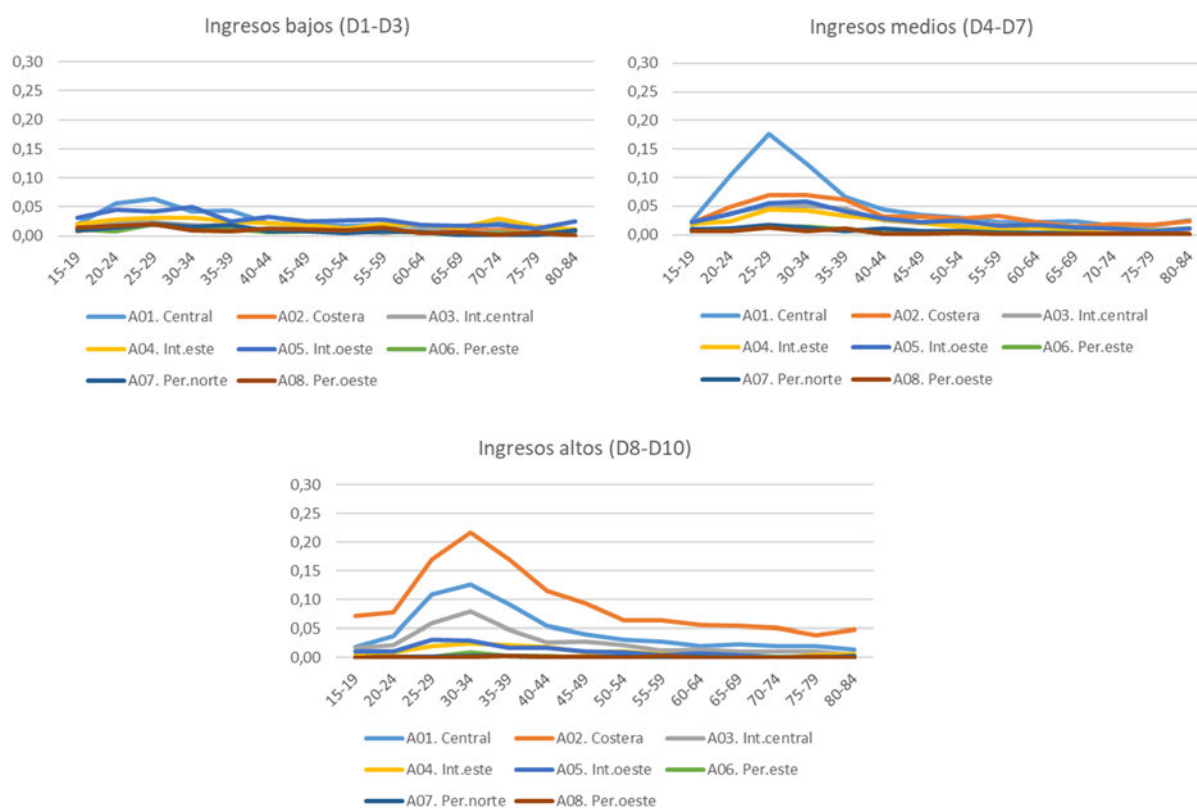 Ingresos bajos (D1-D3)
0,30
0,25
0,20
0,15
0,10
0,05
0,00
15-19 20-24 25-29 30-34 35-39 40-44 45-49 50-54 55-59 60-64 65-69 70-74 75-79 80-84
A01. Central A02. Costera A03. Int.central
A04. Int.este A05. Int.oeste A06. Per.este
A07. Per.norte A08. Per.oeste
Ingresos medios (D4-D7)
0,30
0,25
0,20
0,15
0,10
0,05
0,00
15-19 20-24 25-29 30-34 35-39 40-44 45-49 50-54 55-59 60-64 65-69 70-74 75-79 80-84
A01. Central A02. Costera A03. Int.central
A04. Int.este A05. Int.oeste A06. Per.este
A07. Per.norte A08. Per.oeste
Ingresos altos (D8-D10)
0,30
0,25
0,20
0,15
0,10
0,05
0,00
15-19 20-24 25-29 30-34 35-39 40-44 45-49 50-54 55-59 60-64 65-69 70-74 75-79 80-84
A01. Central A02. Costera A03. Int.central
A04. Int.este A05. Int.oeste A06. Per.este
A07. Per.norte A08. Per.oeste